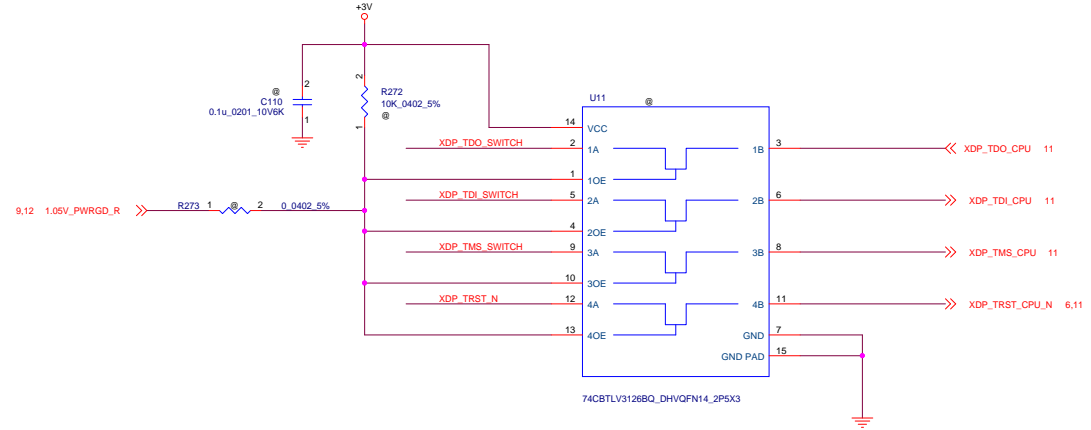 +3V
2
@
C110
0.1u_0201_10V6K
1
2
R272
10K_0402_5%
@
1
U11
@
14 VCC
XDP_TDO_SWITCH 2 1A 1B 3 XDP_TDO_CPU 11
1 1OE
XDP_TDI_SWITCH 5 2A 2B 6 XDP_TDI_CPU 11
9,12 1.05V_PWRGD_R R273 1 @ 2 0_0402_5%
4 2OE
XDP_TMS_SWITCH 9 3A 3B 8 XDP_TMS_CPU 11
10 3OE
XDP_TRST_N 12 4A 4B 11 XDP_TRST_CPU_N 6,11
13 4OE GND 7
GND PAD 15
74CBTLV3126BQ_DHVQFN14_2P5X3